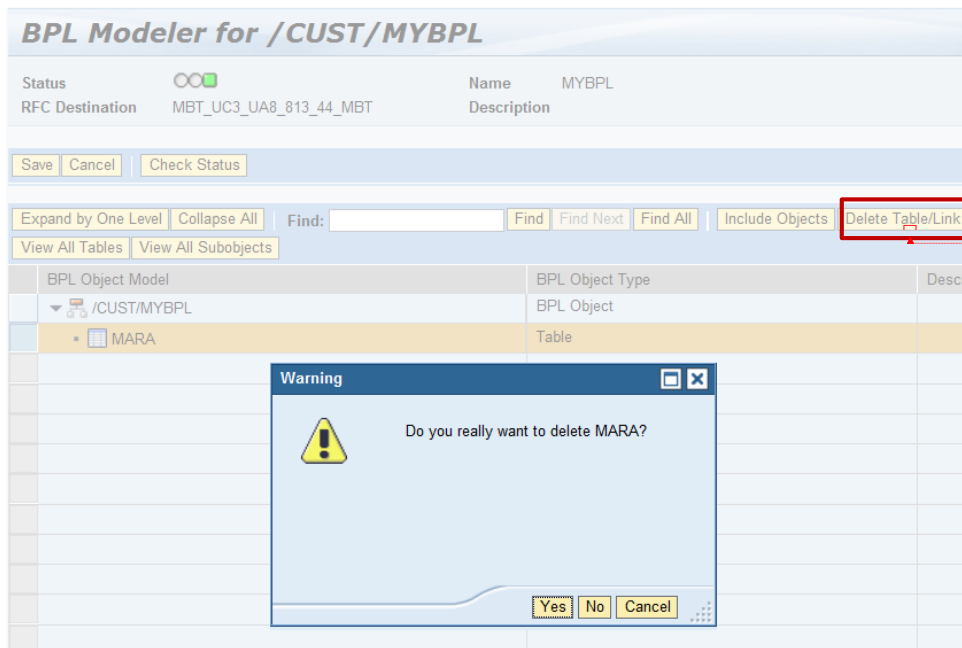 BPL Modeler for /CUST/MYBPL
Status Name MYBPL
RFC Destination MBT_UC3_UA8_813_44_MBT Description
Save Cancel Check Status
Expand by One Level Collapse All Find: Find Find Next Find All Include Objects Delete Table/Link
View All Tables View All Subobjects
BPL Object Model BPL Object Type Desc
/CUST/MYBPL BPL Object
MARA Table
Warning
Do you really want to delete MARA?
Yes No Cancel